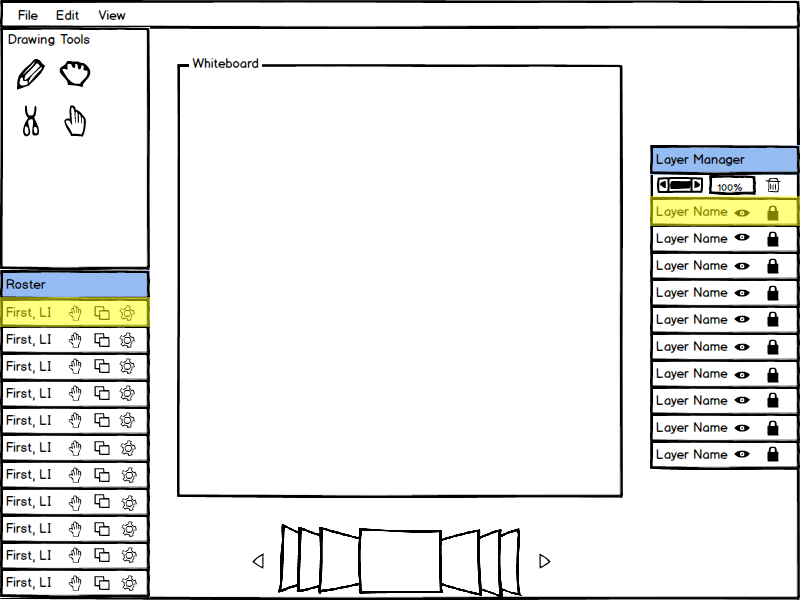 File Edit View
Drawing Tools
Whiteboard
Layer Manager
100%
Layer Name
Layer Name
Layer Name
Layer Name
Layer Name
Layer Name
Layer Name
Layer Name
Layer Name
Layer Name
Roster
First, LI
First, LI
First, LI
First, LI
First, LI
First, LI
First, LI
First, LI
First, LI
First, LI
First, LI